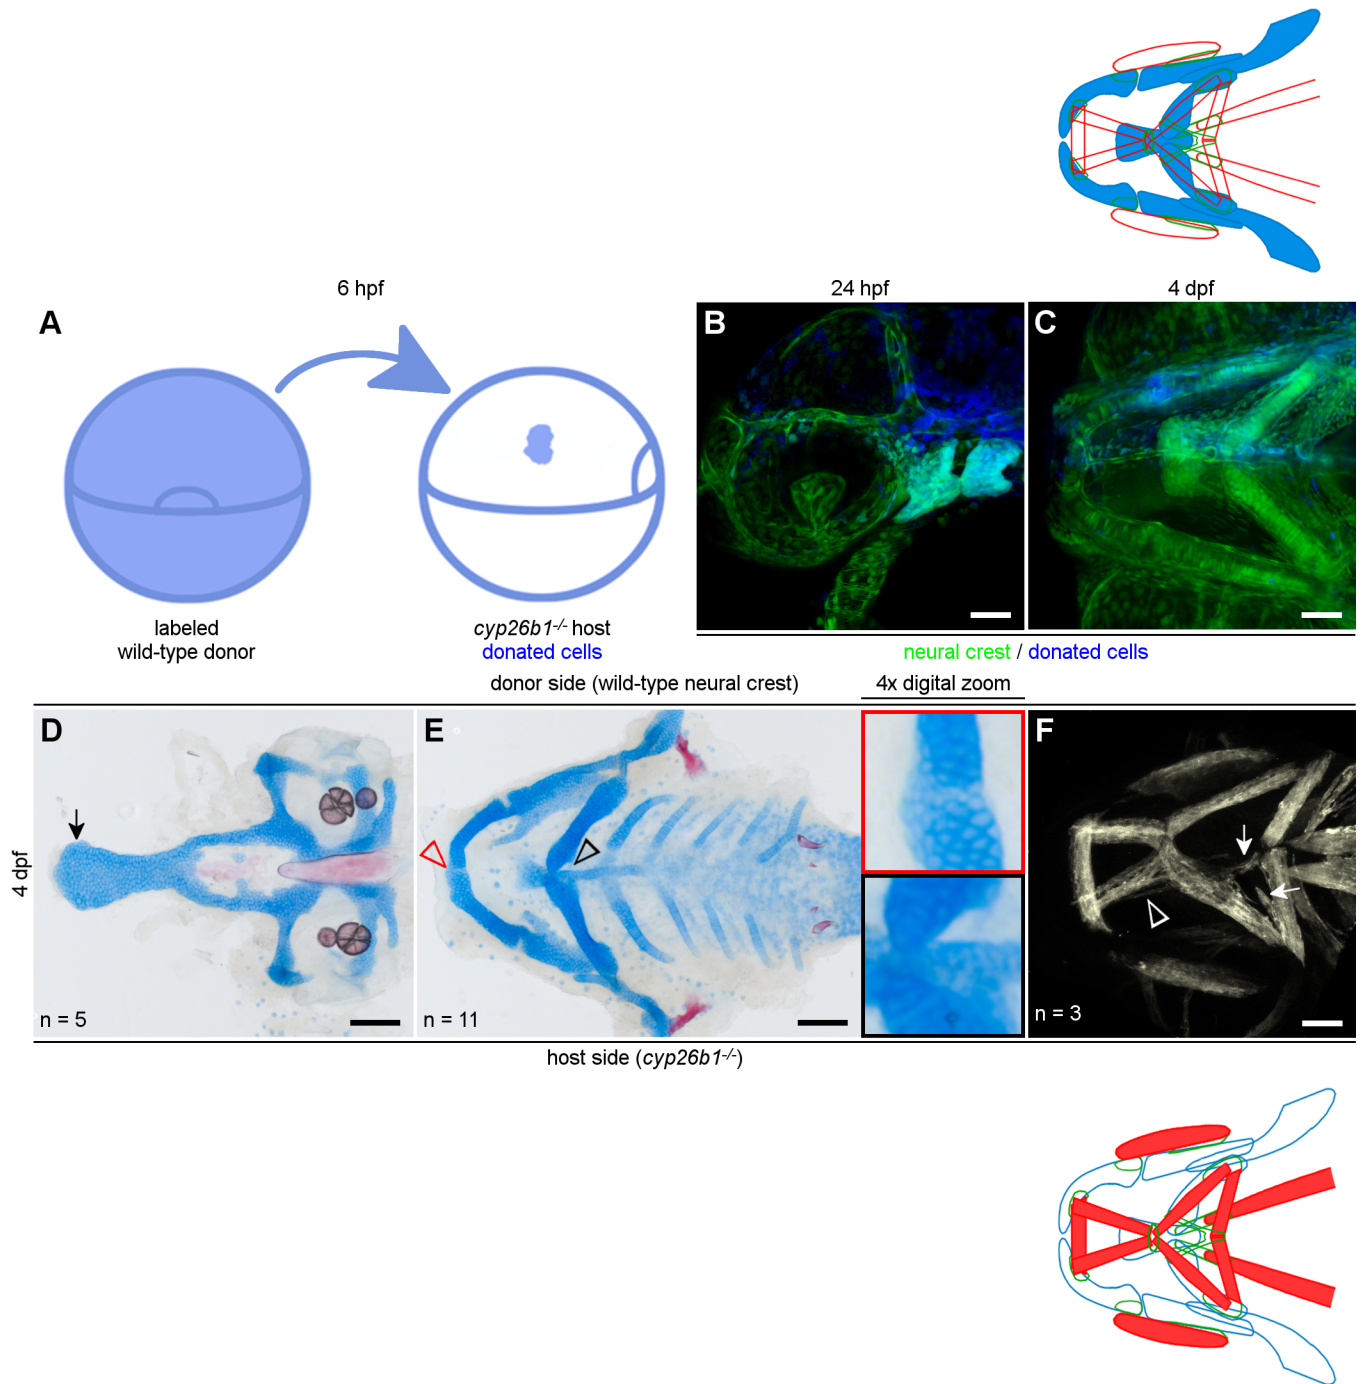 6 hpf
24 hpf
4 dpf
A
B
C
labeled
wild-type donor
cyp26b1-/- host
donated cells
neural crest / donated cells
donor side (wild-type neural crest)
4x digital zoom
4 dpf
D
E
F
n = 5
n = 11
n = 3
host side (cyp26b1-/-)